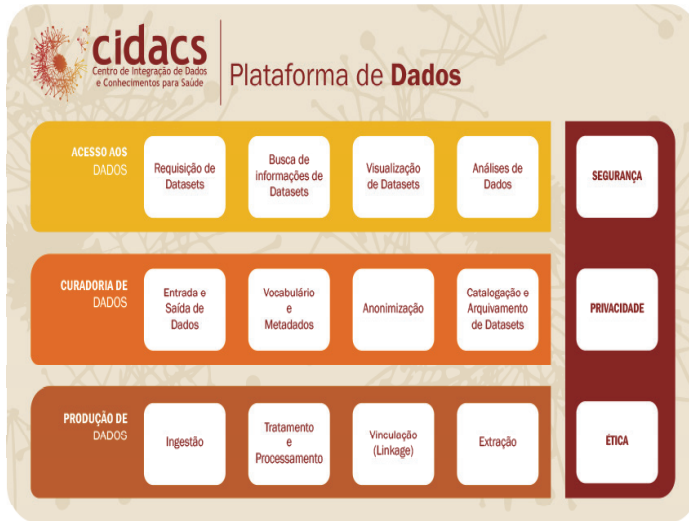 cidacs
Centro de Integração de Dados
e Conhecimentos para Saúde
Plataforma de Dados
ACESSO AOS
DADOS
Requisição de
Datasets
Busca de
informações de
Datasets
Visualização
de Datasets
Análises de
Dados
SEGURANÇA
CURADORIA DE
DADOS
Entrada e
Saída de
Dados
Vocabulário
e
Metadados
Anonimização
Catalogação e
Arquivamento
de Datasets
PRIVACIDADE
PRODUÇÃO DE
DADOS
Ingestão
Tratamento
e
Processamento
Vinculação
(Linkage)
Extração
ÉTICA